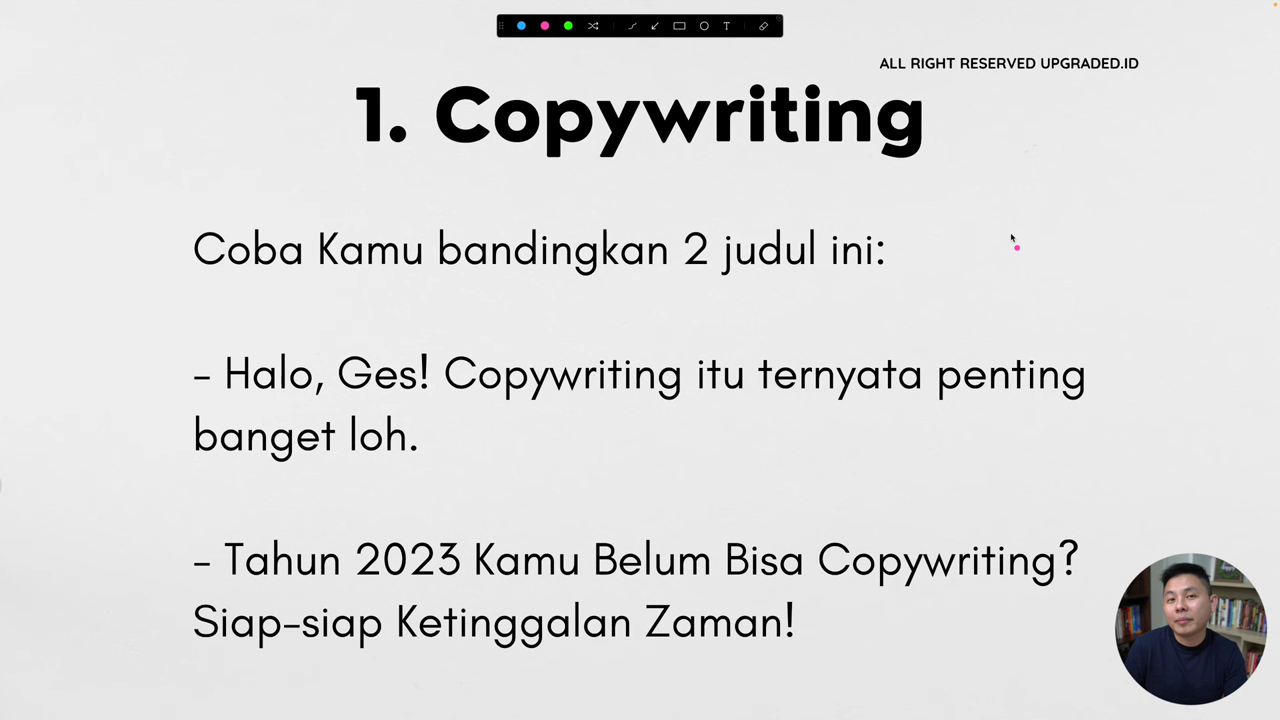 ALL RIGHT RESERVED UPGRADED.ID
1. Copywriting
Coba Kamu bandingkan 2 judul ini:
- Halo, Ges! Copywriting itu ternyata penting
banget loh.
- Tahun 2023 Kamu Belum Bisa Copywriting?
Siap-siap Ketinggalan Zaman!